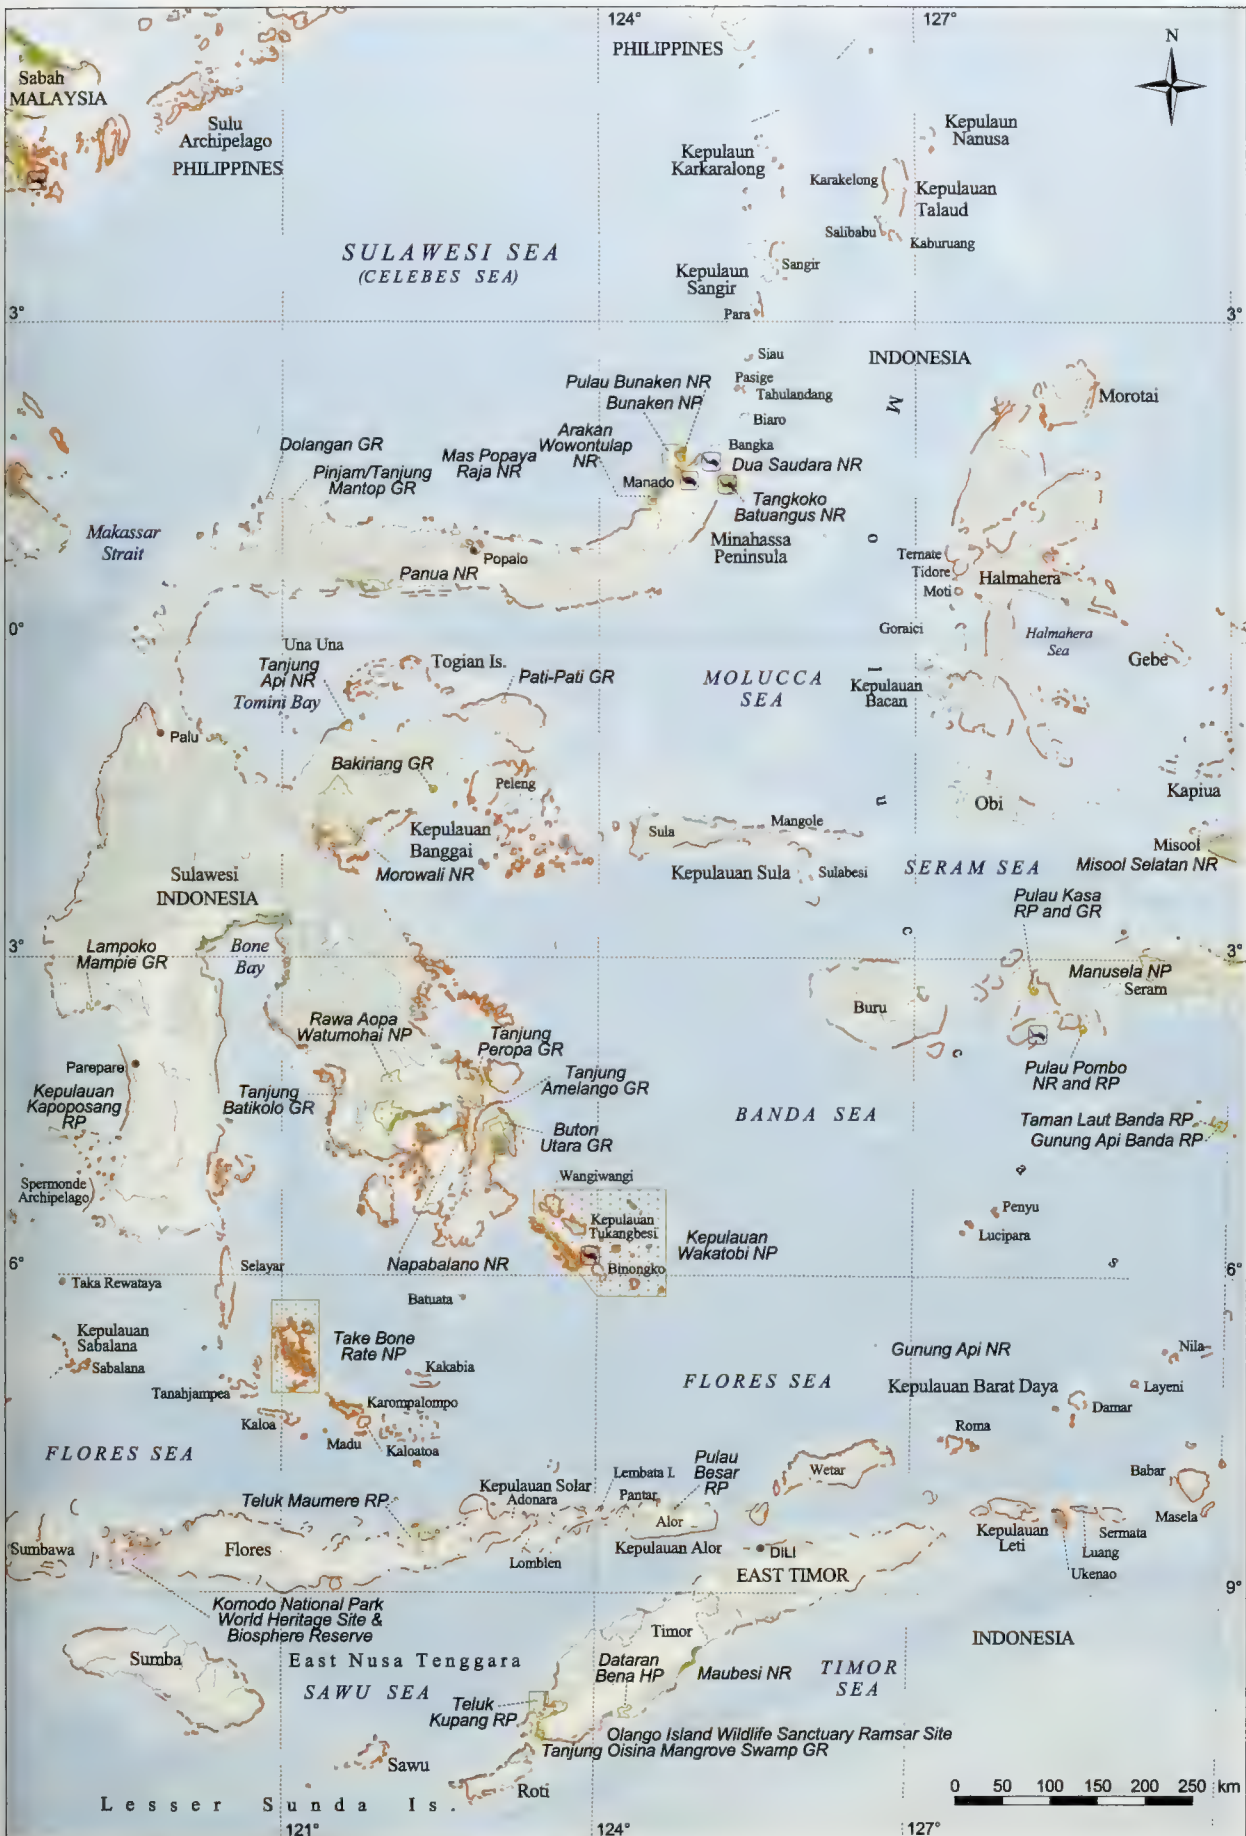 124°
127°
PHILIPPINES
N
Sabah
MALAYSIA
Sulu
Archipelago
PHILIPPINES
Kepulaun
Nanusa
Kepulaun
Karkaralong
Karakelong
Kepulauan
Talaud
Salibabu
Kaburuang
SULAWESI SEA
(CELEBES SEA)
Sangir
Kepulaun
Sangir
Para
3°
3°
Siau
INDONESIA
Pulau Bunaken NR
Pasige
Tahulandang
Morotai
Bunaken NP
Biaro
Arakan
Wowontulap
NR
Dolangan GR
Mas Popaya
Raja NR
Bangka
Dua Saudara NR
Pinjam/Tanjung
Mantop GR
Manado
Tangkoko
Batuangus NR
Makassar
Strait
Minahassa
Peninsula
Popalo
Ternate
Tidore
Halmahera
Moti
Panua NR
0°
Goraici
Halmahera
Sea
Una Una
Togian Is.
Gebe
Tanjung
Api NR
Pati-Pati GR
MOLUCCA
SEA
Kepulauan
Bacan
Tomini Bay
Palu
Bakiriang GR
Peleng
Kapiua
Obi
Kepulauan
Banggai
Sula
Mangole
Misool
Misool Selatan NR
Morowali NR
Kepulauan Sula
Sulabesi
SERAM SEA
Sulawesi
INDONESIA
Pulau Kasa
RP and GR
Lampoko
Mampie GR
Bone
Bay
3°
3°
Manusela NP
Seram
Buru
Rawa Aopa
Watumohai NP
Tanjung
Peropa GR
Parepare
Tanjung
Amelango GR
Pulau Pombo
NR and RP
Kepulauan
Kapoposang
RP
Tanjung
Batikolo GR
BANDA SEA
Taman Laut Banda RP
Gunung Api Banda RP
Buton
Utara GR
Wangiwangi
Spermonde
Archipelago
Penyu
Kepulauan
Tukangbesi
Lucipara
Kepulauan
Wakatobi NP
Selayar
Napabalano NR
Binongko
6°
6°
Taka Rewataya
Batuata
Moluccas
Kepulauan
Sabalana
Sabalana
Take Bone
Rate NP
Gunung Api NR
Nila
Kakabia
FLORES SEA
Kepulauan Barat Daya
Layeni
Tanahjampea
Karompalompo
Damar
Kaloa
Roma
Madu
Kaloatoa
FLORES SEA
Pulau
Besar
RP
Wetar
Babar
Kepulauan Solar
Adonara
Lembata I.
Pantar
Teluk Maumere RP
Masela
Alor
Sermata
Kepulauan
Leti
Sumbawa
Flores
Lomblen
Kepulauan Alor
DILI
Luang
EAST TIMOR
Ukenao
9°
Komodo National Park
World Heritage Site &
Biosphere Reserve
Timor
INDONESIA
Sumba
East Nusa Tenggara
SAWU SEA
Dataran
Bena HP
Maubesi NR
TIMOR
SEA
Teluk
Kupang RP
Olango Island Wildlife Sanctuary Ramsar Site
Tanjung Oisina Mangrove Swamp GR
Sawu
Roti
0 50 100 150 200 250 km
Lesser Sunda Is.
121°
124°
127°